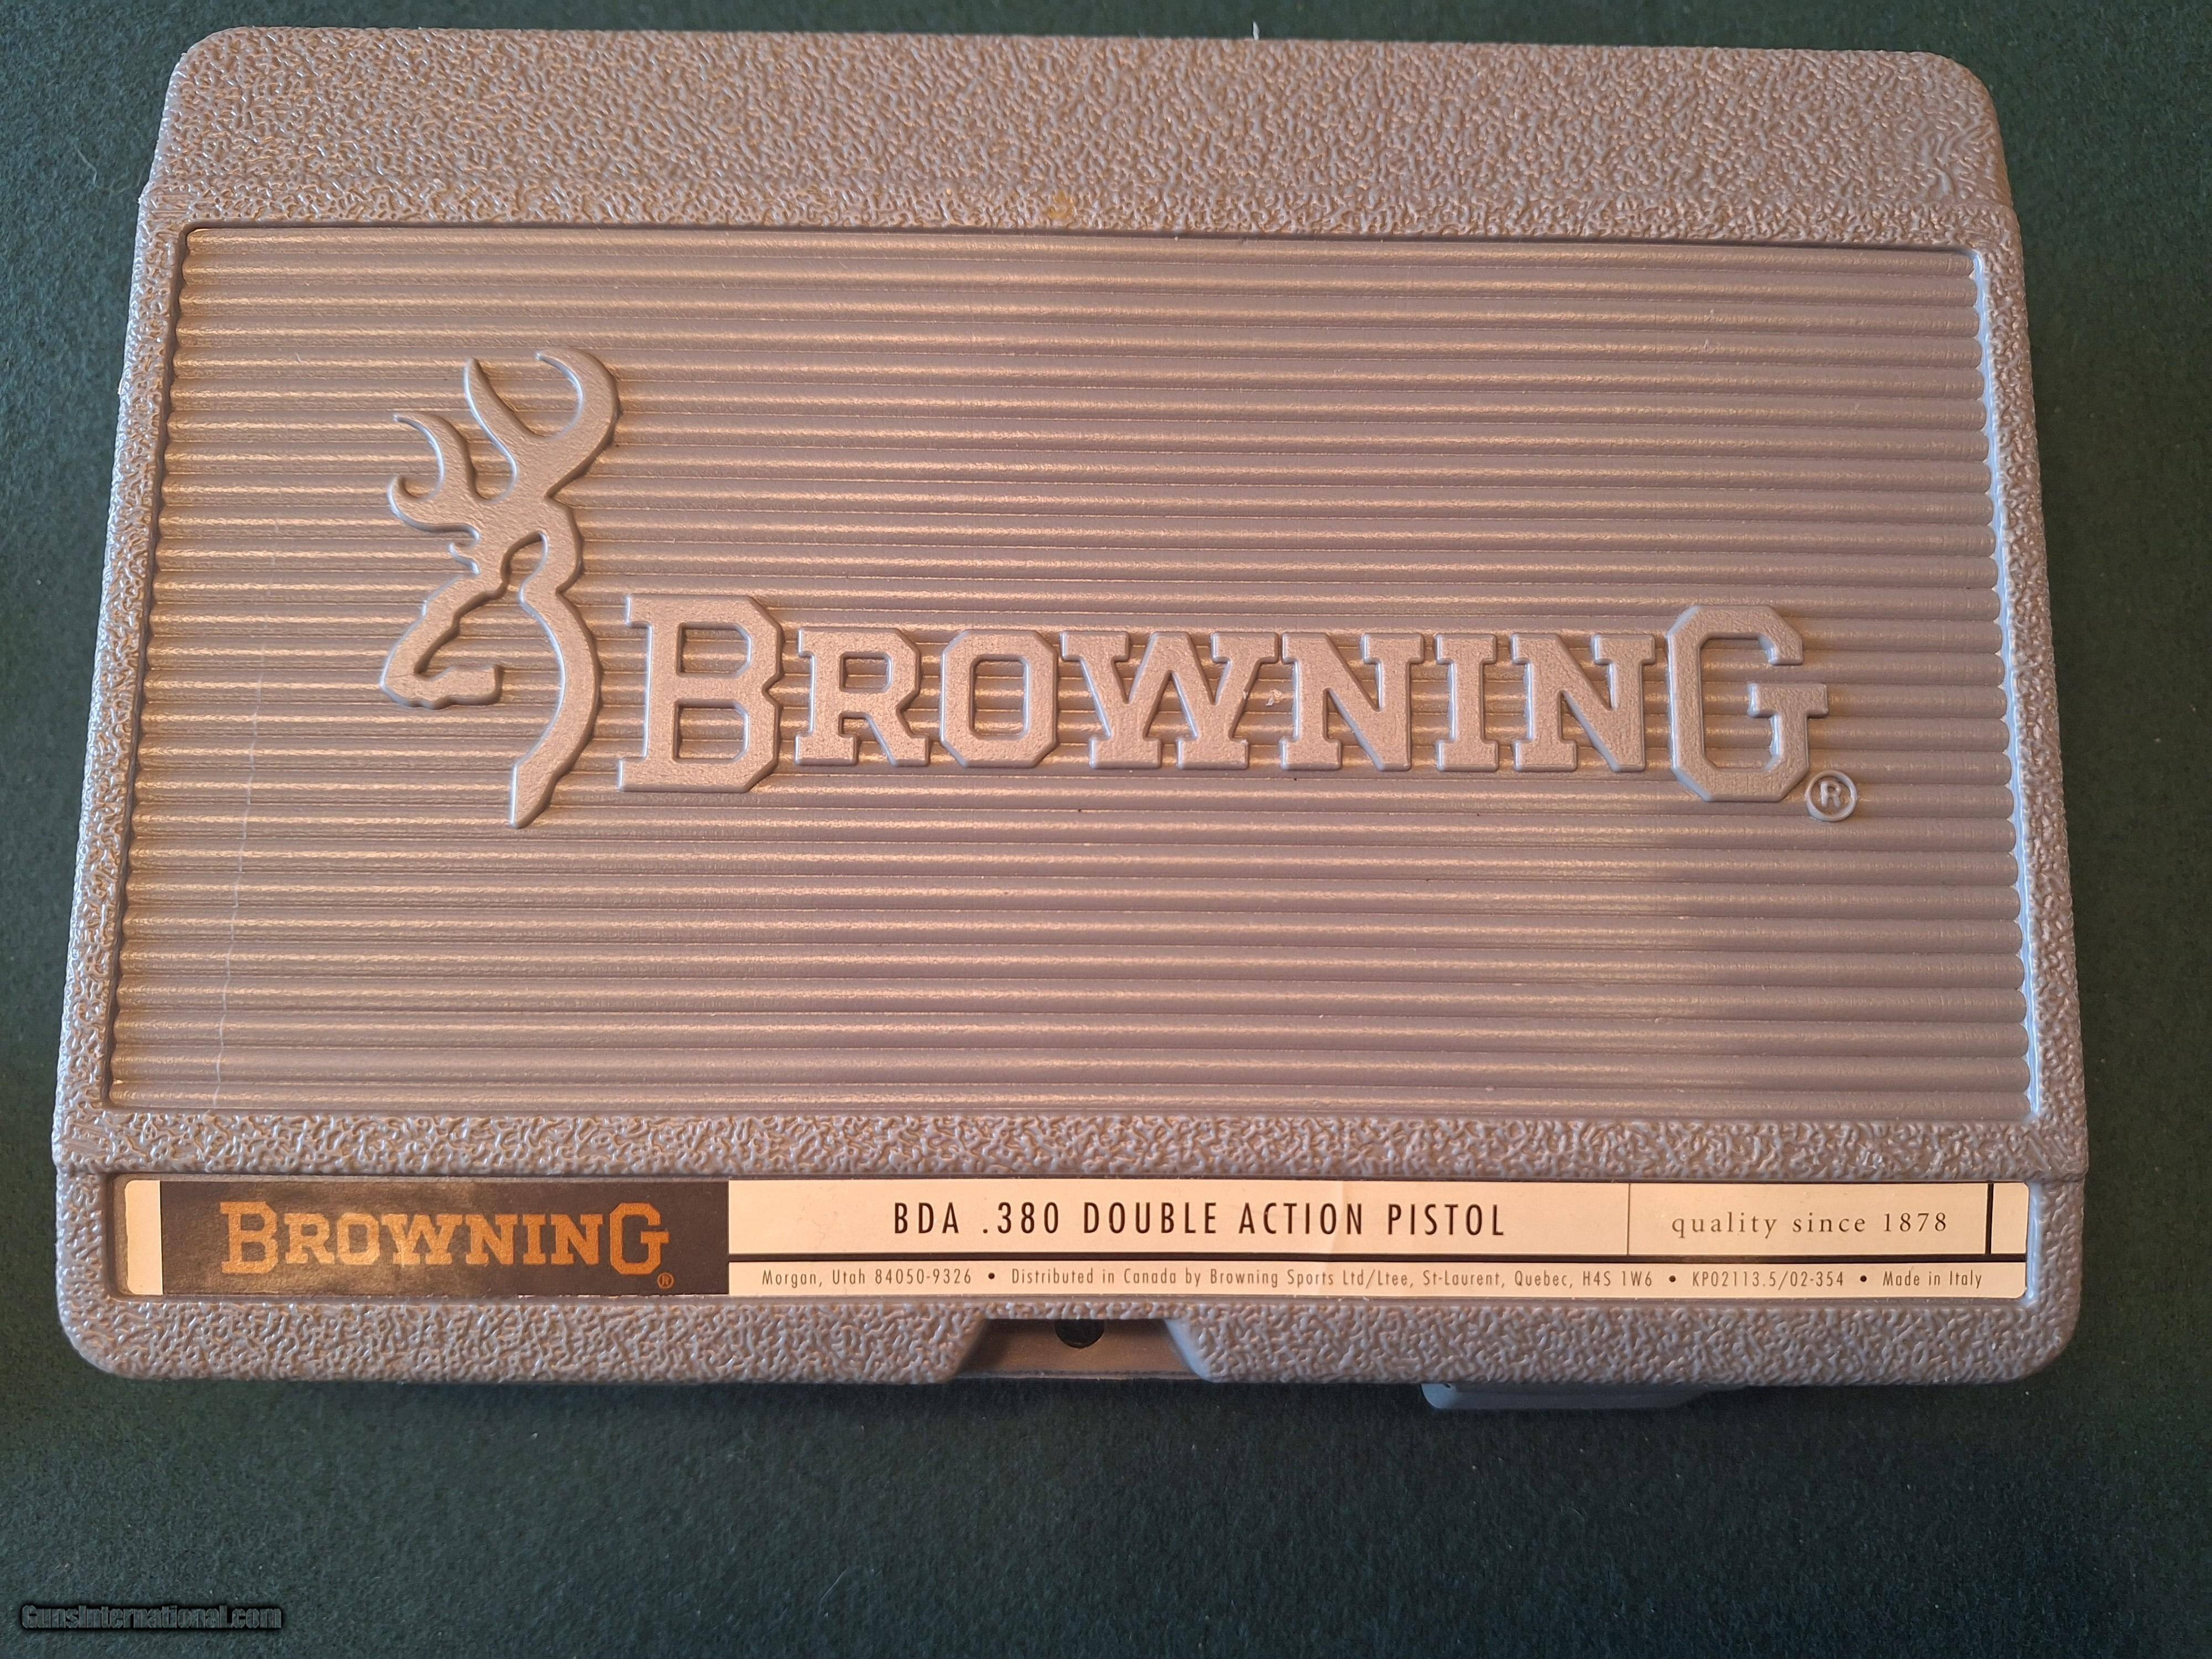 BROWNING®
BROWNING®
BDA .380 DOUBLE ACTION PISTOL
quality since 1878
Morgan, Utah 84050-9326 • Distributed in Canada by Browning Sports Ltd/Ltee, St-Laurent, Quebec, H4S 1W6 • KP02113.5/02-354 • Made in Italy
GunsInternational.com